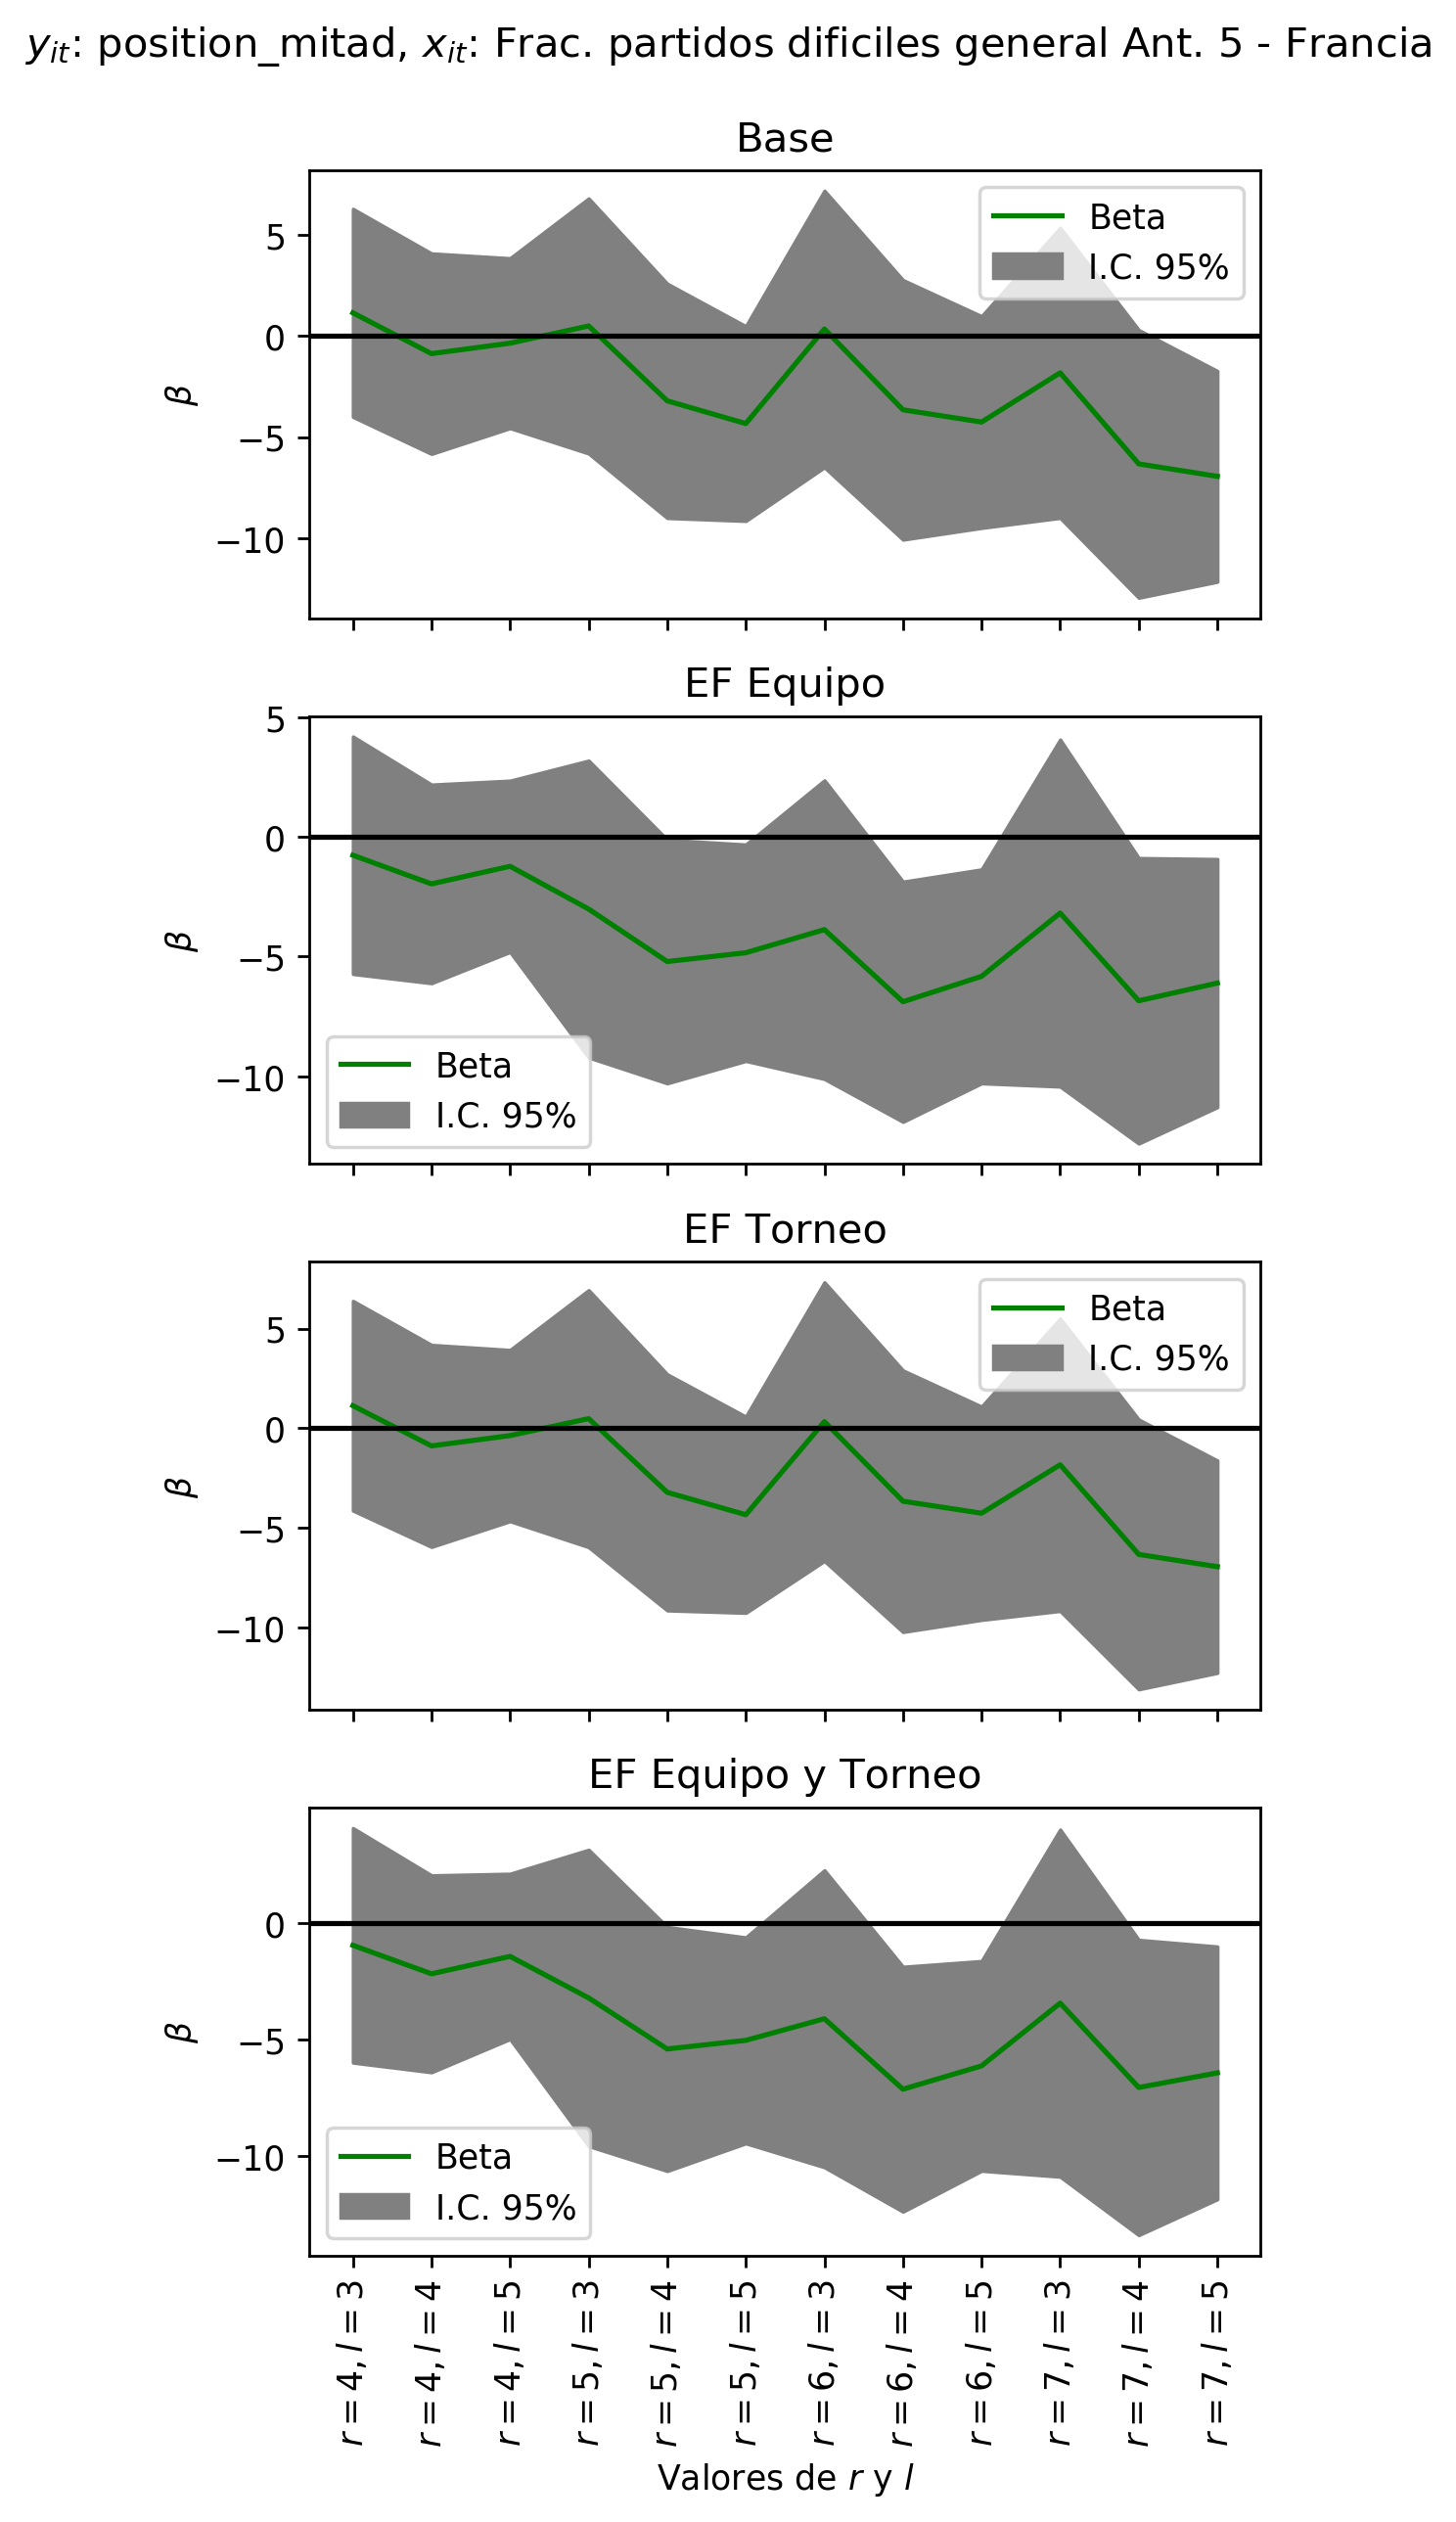 y_it: position_mitad, x_it: Frac. partidos dificiles general Ant. 5 - Francia
Base
Beta
I.C. 95%
5
0
−5
−10
β
EF Equipo
5
0
−5
−10
β
Beta
I.C. 95%
EF Torneo
Beta
I.C. 95%
5
0
−5
−10
β
EF Equipo y Torneo
0
−5
−10
β
Beta
I.C. 95%
r = 4, l = 3
r = 4, l = 4
r = 4, l = 5
r = 5, l = 3
r = 5, l = 4
r = 5, l = 5
r = 6, l = 3
r = 6, l = 4
r = 6, l = 5
r = 7, l = 3
r = 7, l = 4
r = 7, l = 5
Valores de r y l